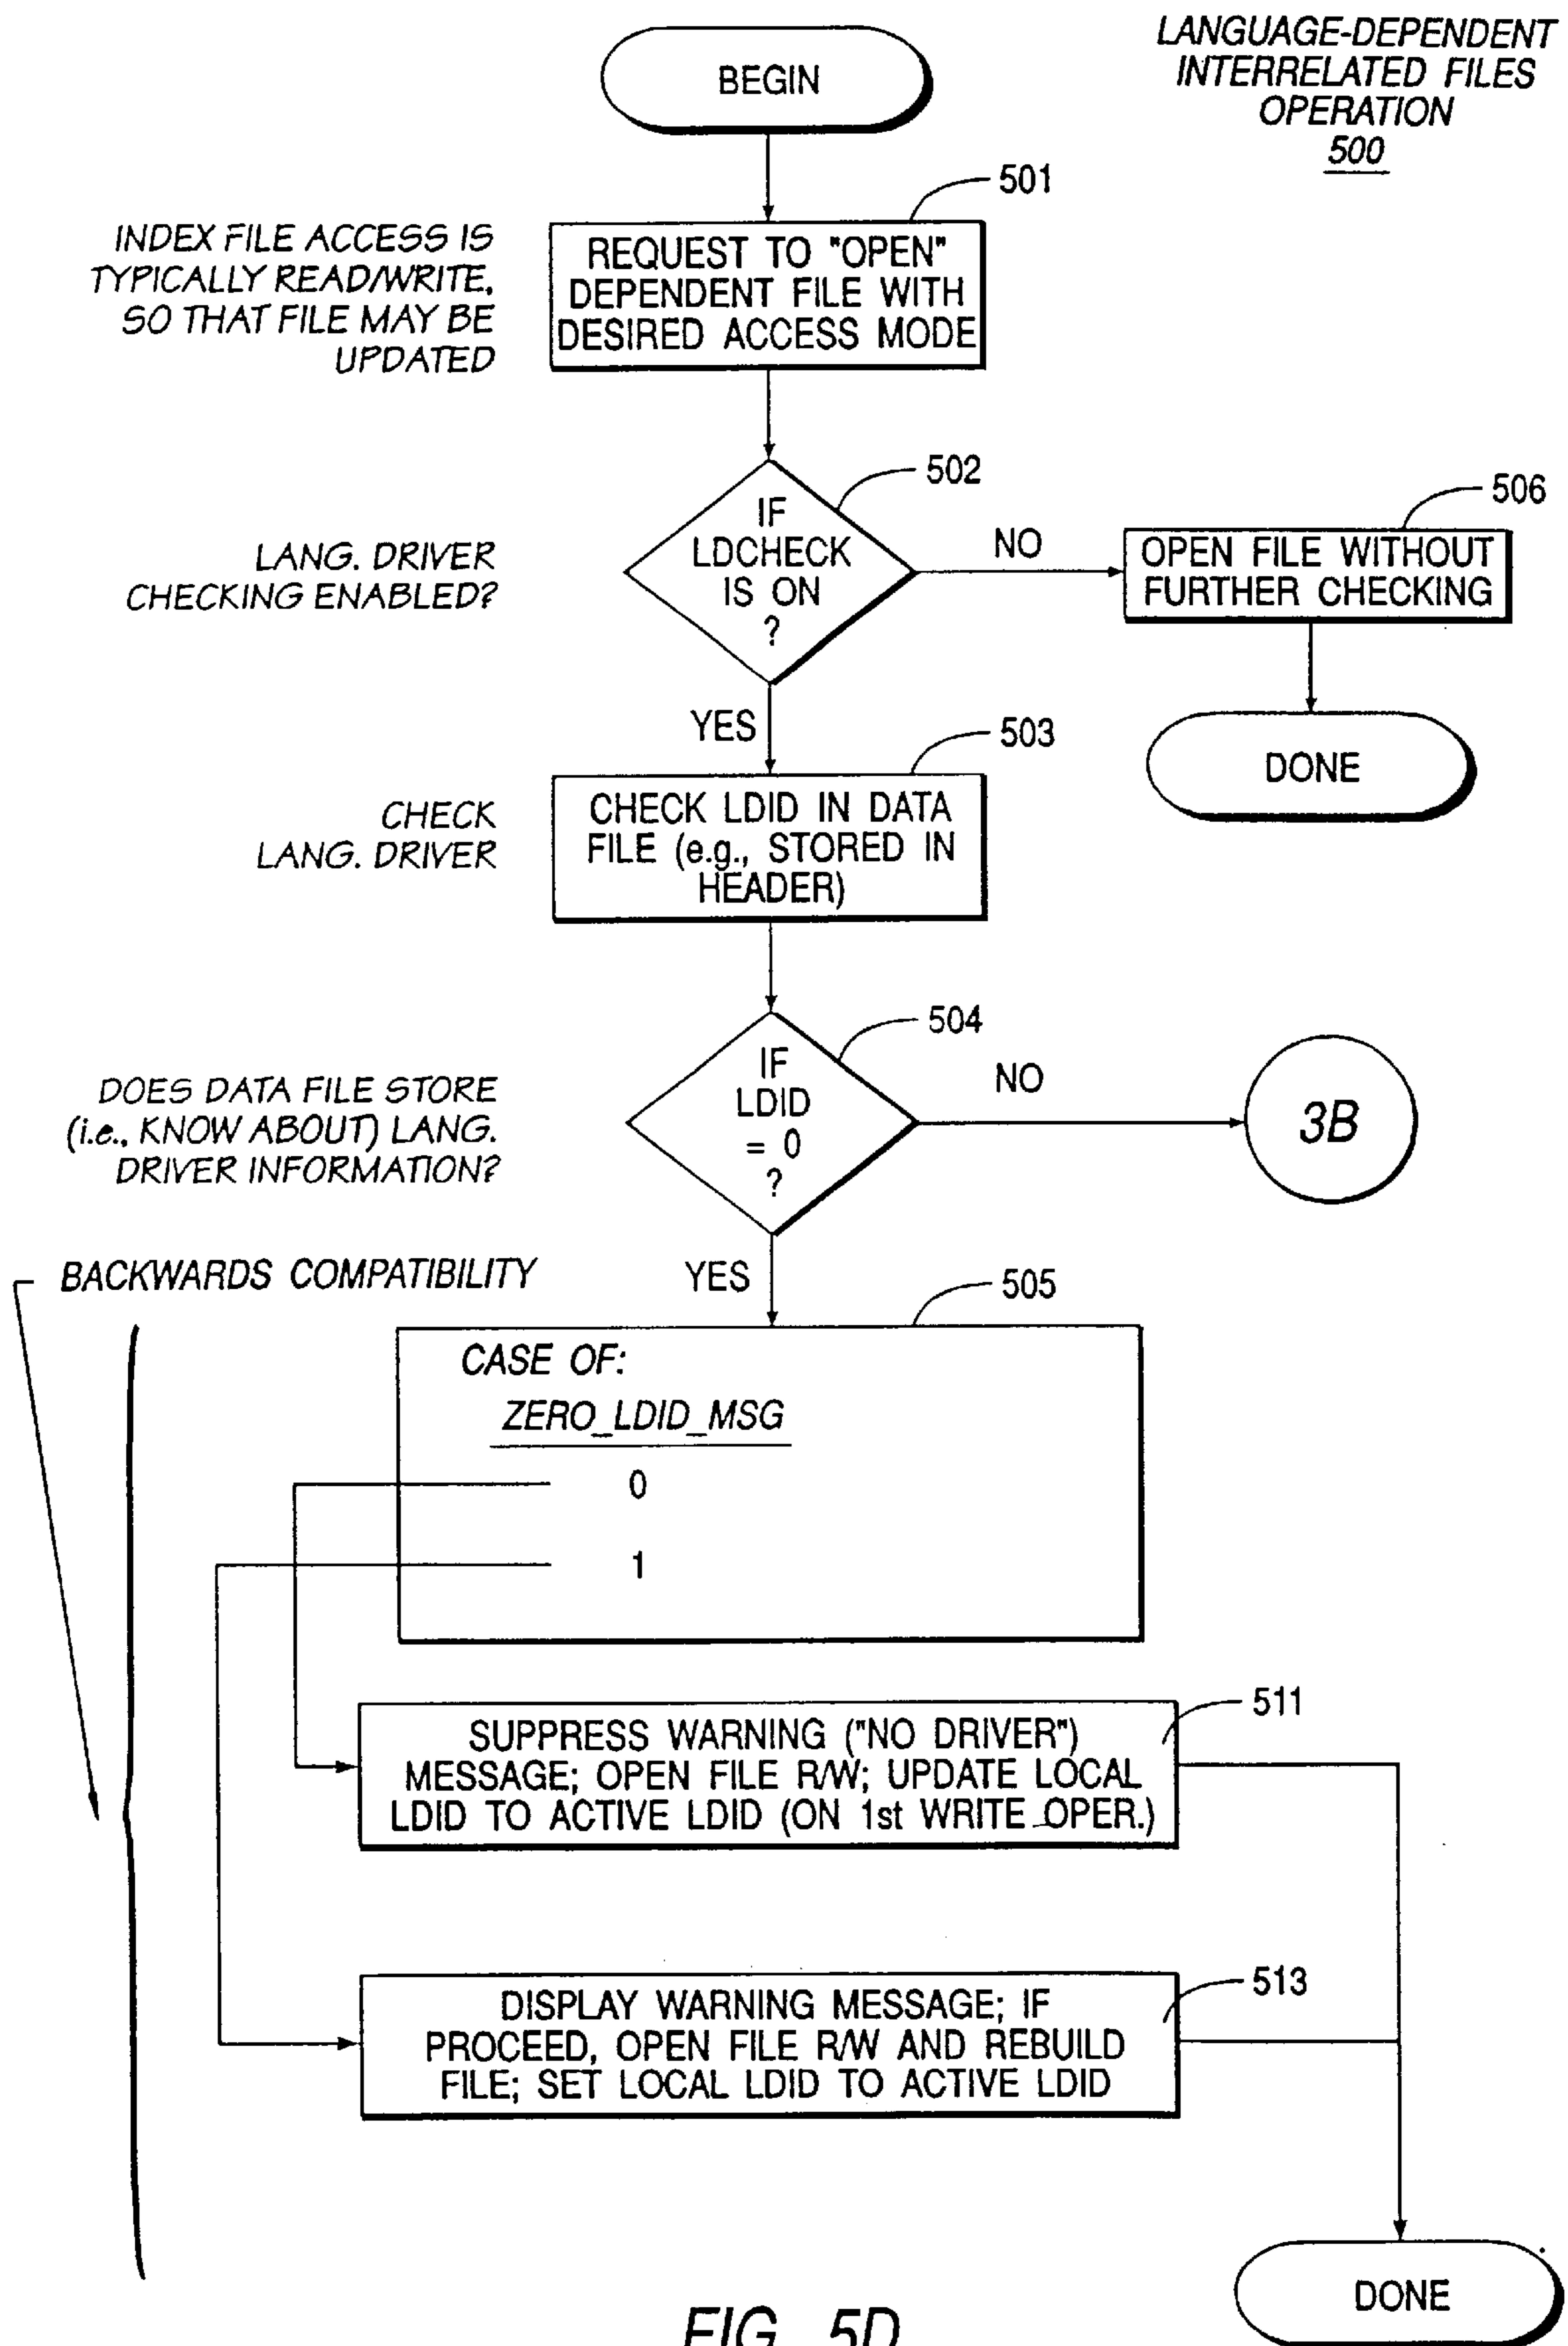 LANGUAGE-DEPENDENT
INTERRELATED FILES
OPERATION
500
BEGIN
501
INDEX FILE ACCESS IS
TYPICALLY READ/WRITE,
SO THAT FILE MAY BE
UPDATED
REQUEST TO "OPEN"
DEPENDENT FILE WITH
DESIRED ACCESS MODE
502
LANG. DRIVER
CHECKING ENABLED?
IF
LDCHECK
IS ON
?
NO
506
OPEN FILE WITHOUT
FURTHER CHECKING
DONE
YES
503
CHECK
LANG. DRIVER
CHECK LDID IN DATA
FILE (e.g., STORED IN
HEADER)
504
DOES DATA FILE STORE
(i.e., KNOW ABOUT) LANG.
DRIVER INFORMATION?
IF
LDID
= 0
?
NO
3B
YES
BACKWARDS COMPATIBILITY
505
CASE OF:
ZERO_LDID_MSG
0
1
511
SUPPRESS WARNING ("NO DRIVER")
MESSAGE; OPEN FILE R/W; UPDATE LOCAL
LDID TO ACTIVE LDID (ON 1st WRITE OPER.)
513
DISPLAY WARNING MESSAGE; IF
PROCEED, OPEN FILE R/W AND REBUILD
FILE; SET LOCAL LDID TO ACTIVE LDID
DONE
FIG. 5D